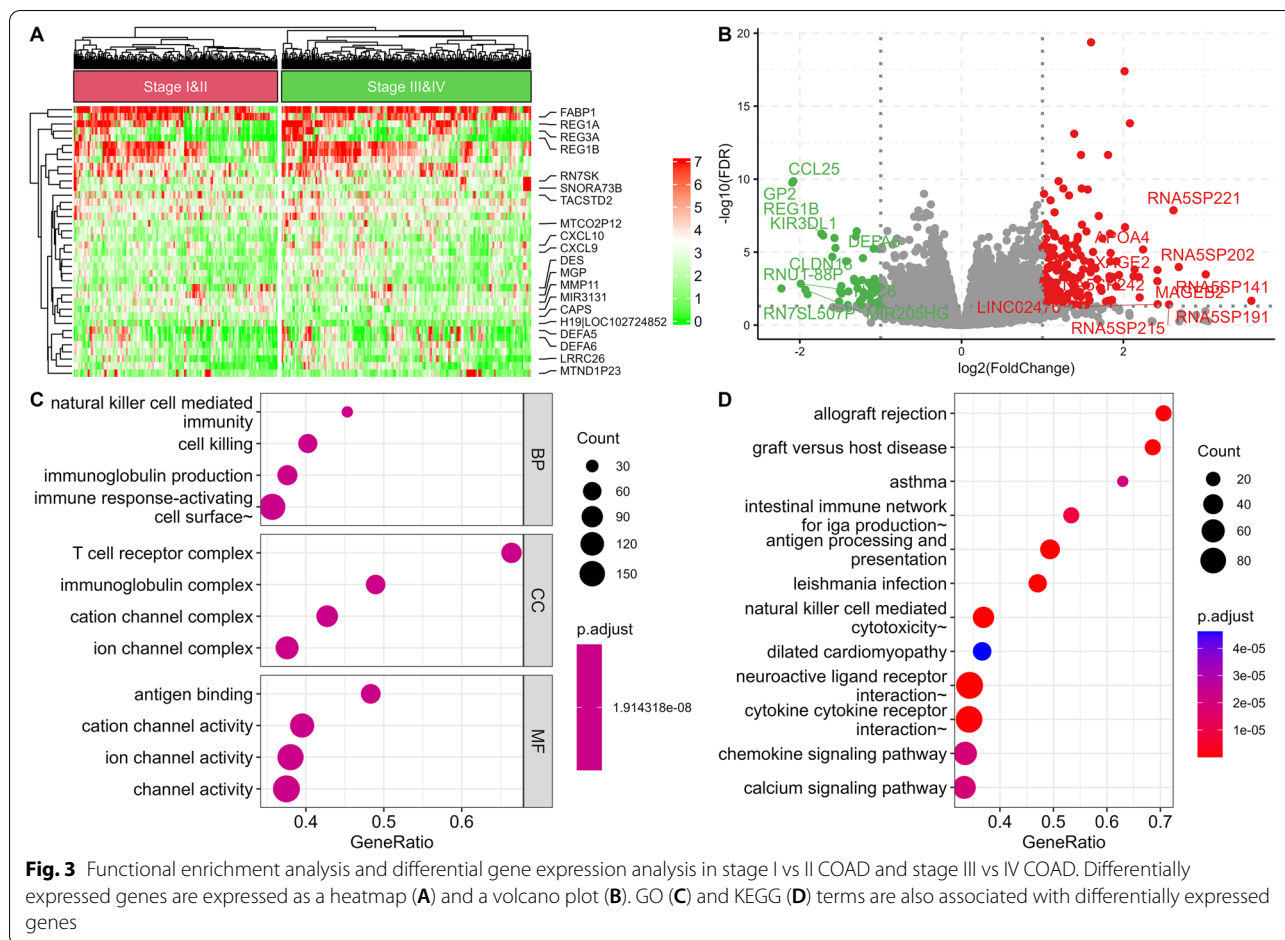 A
Stage I&II
Stage III&IV
FABP1
REG1A
REG3A
REG1B
RN7SK
SNORA73B
TACSTD2
MTCO2P12
CXCL10
CXCL9
DES
MGP
MMP11
MIR3131
CAPS
H19|LOC102724852
DEFA5
DEFA6
LRRC26
MTND1P23
7
6
5
4
3
2
1
0
B
20
15
10
5
0
-log10(FDR)
CCL25
GP2
REG1B
KIR3DL1
DEFA6
CLDN18
RNU1-88P
RN7SL507P
MIR205HG
RNA5SP221
APOA4
XAGE2
RNA5SP202
RNA5SP141
MAGEB2
LINC02476
RNA5SP215
RNA5SP191
-2
0
2
log2(FoldChange)
C
natural killer cell mediated
immunity
cell killing
immunoglobulin production
immune response-activating
cell surface~
BP
T cell receptor complex
immunoglobulin complex
cation channel complex
ion channel complex
CC
antigen binding
cation channel activity
ion channel activity
channel activity
MF
0.4
0.5
0.6
GeneRatio
Count
30
60
90
120
150
p.adjust
1.914318e-08
D
allograft rejection
graft versus host disease
asthma
intestinal immune network
for iga production~
antigen processing and
presentation
leishmania infection
natural killer cell mediated
cytotoxicity~
dilated cardiomyopathy
neuroactive ligand receptor
interaction~
cytokine cytokine receptor
interaction~
chemokine signaling pathway
calcium signaling pathway
0.4
0.5
0.6
0.7
GeneRatio
Count
20
40
60
80
p.adjust
4e-05
3e-05
2e-05
1e-05
Fig. 3 Functional enrichment analysis and differential gene expression analysis in stage I vs II COAD and stage III vs IV COAD. Differentially
expressed genes are expressed as a heatmap (A) and a volcano plot (B). GO (C) and KEGG (D) terms are also associated with differentially expressed
genes